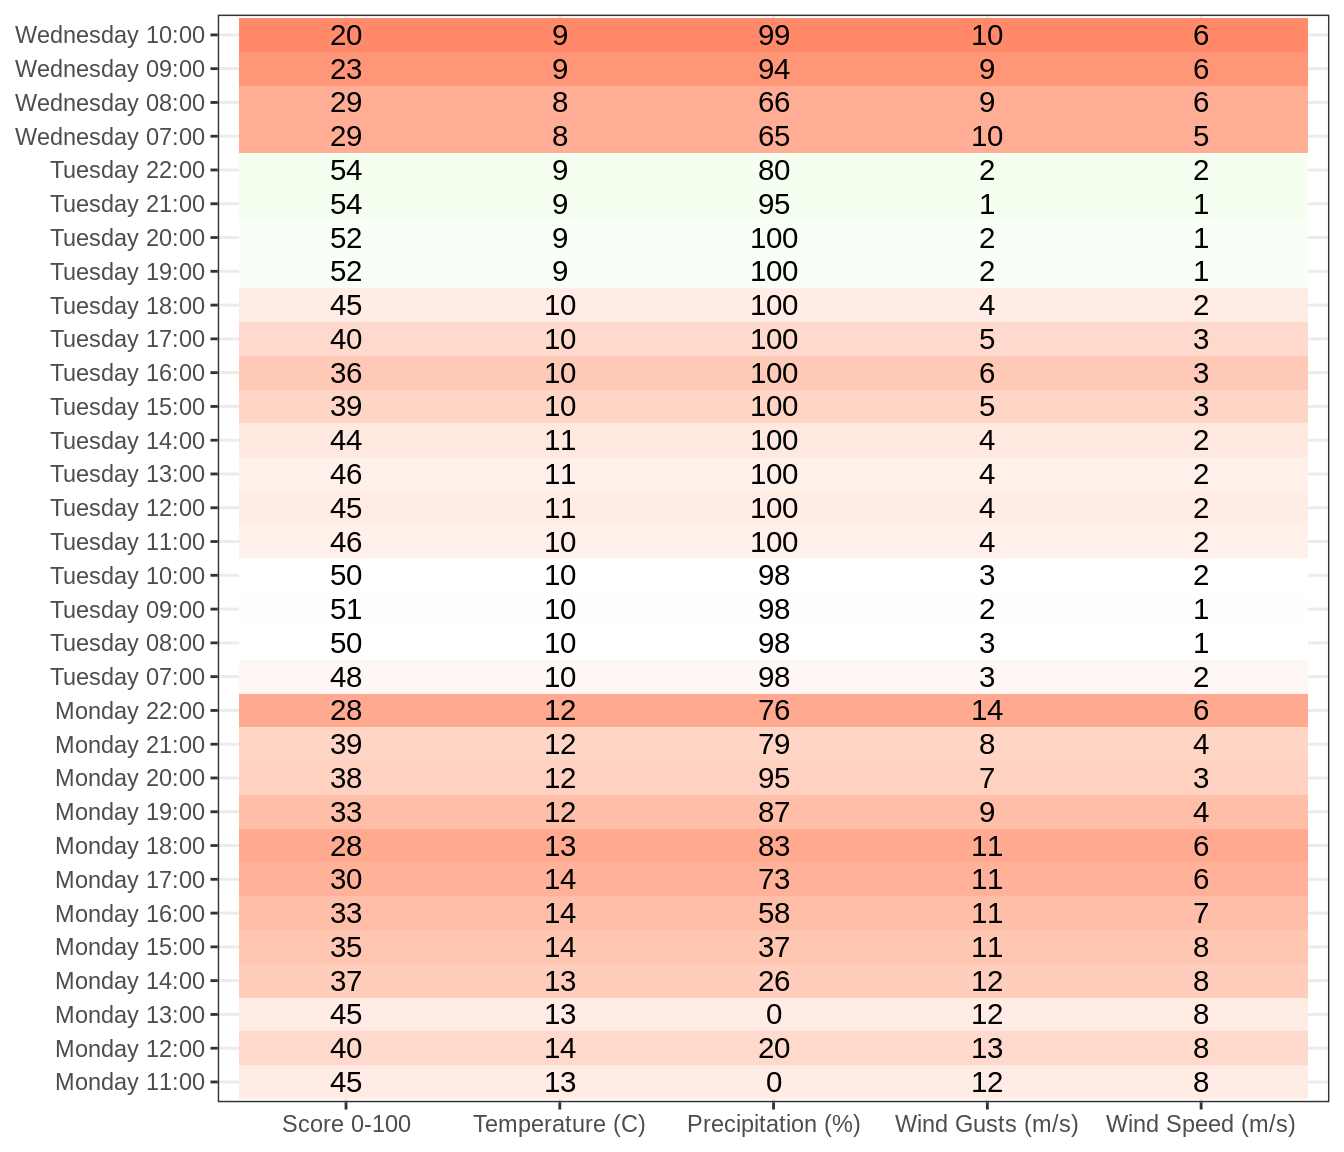 Wednesday 10:00 20 9 99 10 6
Wednesday 09:00 23 9 94 9 6
Wednesday 08:00 29 8 66 9 6
Wednesday 07:00 29 8 65 10 5
Tuesday 22:00 54 9 80 2 2
Tuesday 21:00 54 9 95 1 1
Tuesday 20:00 52 9 100 2 1
Tuesday 19:00 52 9 100 2 1
Tuesday 18:00 45 10 100 4 2
Tuesday 17:00 40 10 100 5 3
Tuesday 16:00 36 10 100 6 3
Tuesday 15:00 39 10 100 5 3
Tuesday 14:00 44 11 100 4 2
Tuesday 13:00 46 11 100 4 2
Tuesday 12:00 45 11 100 4 2
Tuesday 11:00 46 10 100 4 2
Tuesday 10:00 50 10 98 3 2
Tuesday 09:00 51 10 98 2 1
Tuesday 08:00 50 10 98 3 1
Tuesday 07:00 48 10 98 3 2
Monday 22:00 28 12 76 14 6
Monday 21:00 39 12 79 8 4
Monday 20:00 38 12 95 7 3
Monday 19:00 33 12 87 9 4
Monday 18:00 28 13 83 11 6
Monday 17:00 30 14 73 11 6
Monday 16:00 33 14 58 11 7
Monday 15:00 35 14 37 11 8
Monday 14:00 37 13 26 12 8
Monday 13:00 45 13 0 12 8
Monday 12:00 40 14 20 13 8
Monday 11:00 45 13 0 12 8
Score 0-100 Temperature (C) Precipitation (%) Wind Gusts (m/s) Wind Speed (m/s)